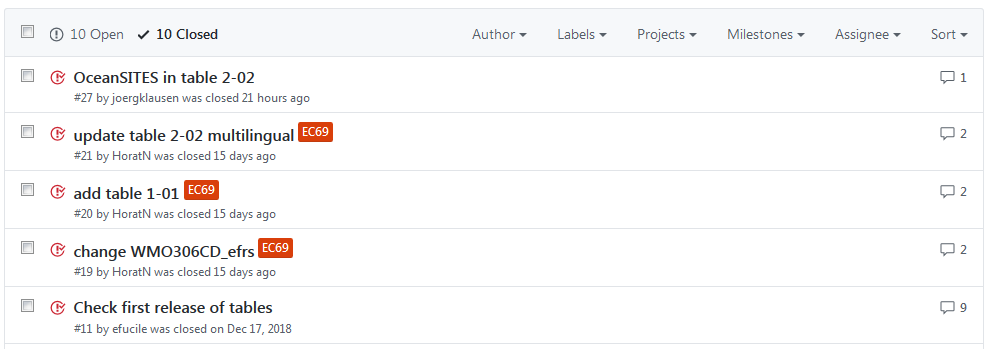 10 Open 10 Closed Author Labels Projects Milestones Assignee Sort
OceanSITES in table 2-02 1
#27 by joergklausen was closed 21 hours ago
update table 2-02 multilingual EC69 2
#21 by HoratN was closed 15 days ago
add table 1-01 EC69 2
#20 by HoratN was closed 15 days ago
change WMO306CD_efrs EC69 2
#19 by HoratN was closed 15 days ago
Check first release of tables 9
#11 by efucile was closed on Dec 17, 2018